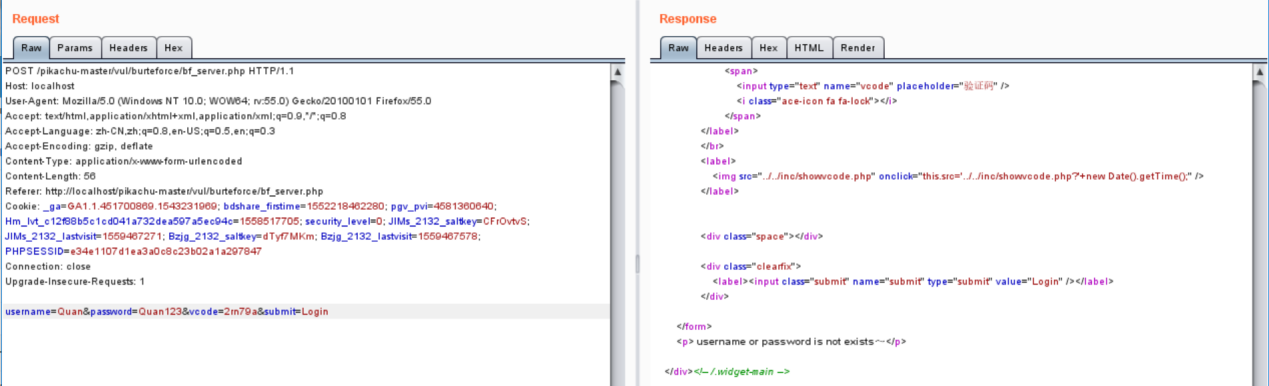 Request
Raw Params Headers Hex
POST /pikachu-master/vul/burteforce/bf_server.php HTTP/1.1
Host: localhost
User-Agent: Mozilla/5.0 (Windows NT 10.0; WOW64; rv:55.0) Gecko/20100101 Firefox/55.0
Accept: text/html,application/xhtml+xml,application/xml;q=0.9,*/*;q=0.8
Accept-Language: zh-CN,zh;q=0.8,en-US;q=0.5,en;q=0.3
Accept-Encoding: gzip, deflate
Content-Type: application/x-www-form-urlencoded
Content-Length: 56
Referer: http://localhost/pikachu-master/vul/burteforce/bf_server.php
Cookie: _ga=GA1.1.451700869.1543231969; bdshare_firstime=1552218462280; pgv_pvi=4581360640;
Hm_lvt_c12f88b5c1cd041a732dea597a5ec94c=1558517705; security_level=0; JIMs_2132_saltkey=CFrOvtvS;
JIMs_2132_lastvisit=1559467271; Bzjg_2132_saltkey=dTyf7MKm; Bzjg_2132_lastvisit=1559467578;
PHPSESSID=e34e1107d1ea3a0c8c23b02a1a297847
Connection: close
Upgrade-Insecure-Requests: 1
username=Quan&password=Quan123&vcode=2rn79a&submit=Login
Response
Raw Headers Hex HTML Render
<span>
<input type="text" name="vcode" placeholder="验证码" />
<i class="ace-icon fa fa-lock"></i>
</span>
</label>
</br>
<label>
<img src="../../inc/showvcode.php" onclick="this.src='../../inc/showvcode.php?'+new Date().getTime();" />
</label>
<div class="space"></div>
<div class="clearfix">
<label><input class="submit" name="submit" type="submit" value="Login" /></label>
</div>
</form>
<p> username or password is not exists～</p>
</div><!-- /.widget-main -->